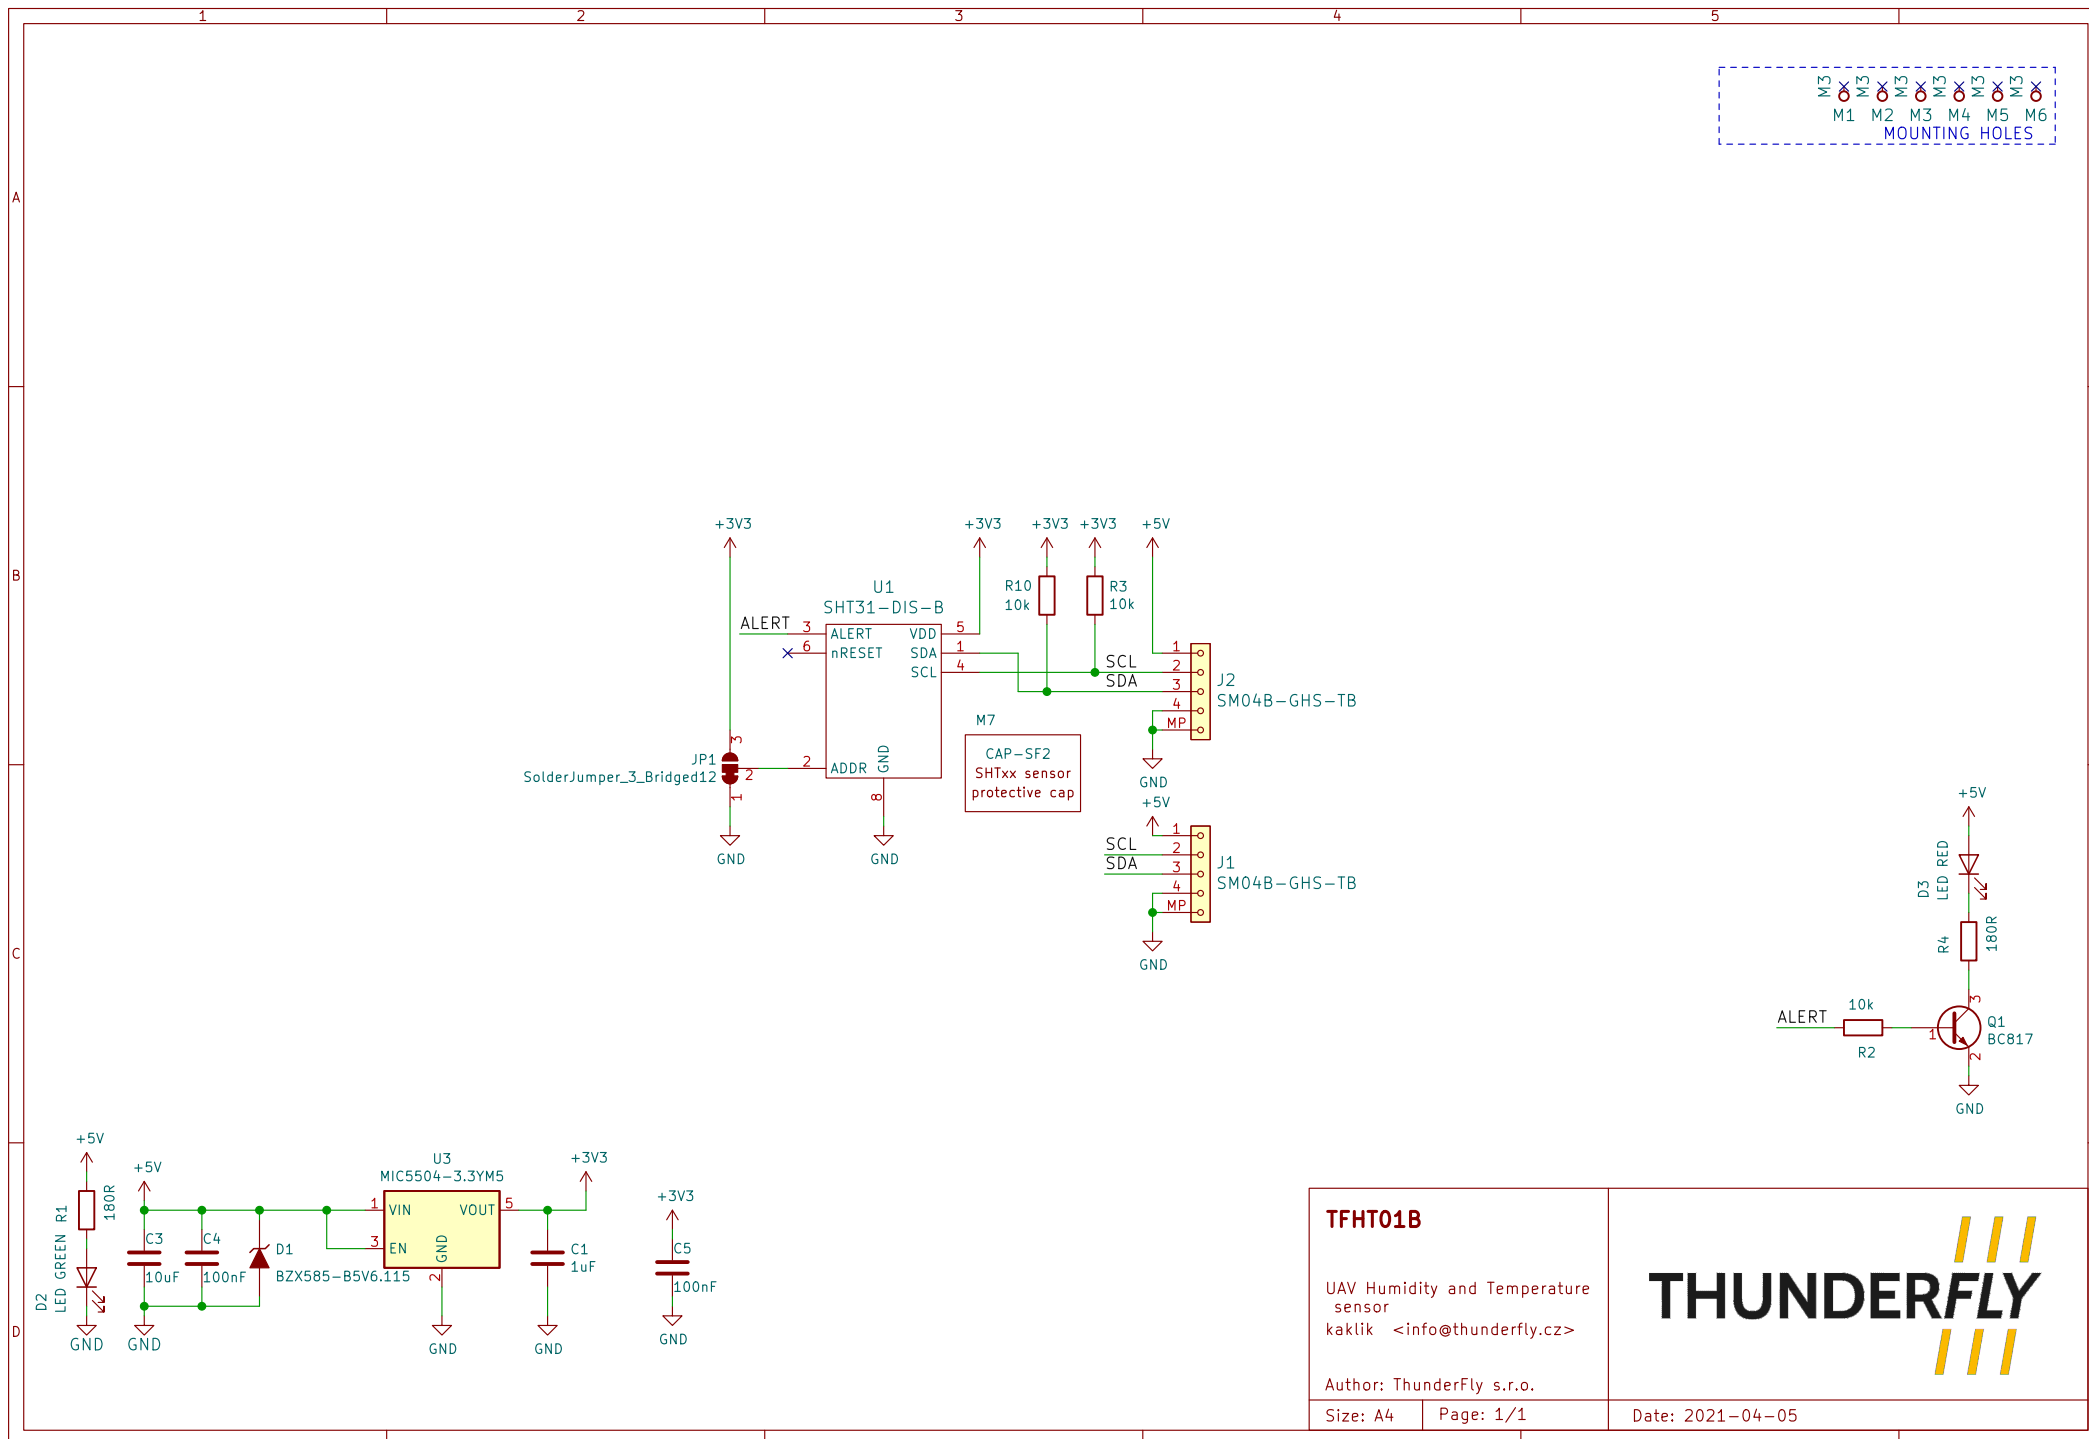 1 2 3 4 5
A
B
C
D
M3 M3 M3 M3 M3 M3
M1 M2 M3 M4 M5 M6
MOUNTING HOLES
+3V3 +3V3 +3V3 +3V3 +5V
U1
SHT31-DIS-B
R10
10k
R3
10k
ALERT
3 ALERT VDD 5
6 nRESET SDA 1
SCL 4
2 ADDR GND
8
GND
SCL
SDA
1
2
3
4
MP
J2
SM04B-GHS-TB
GND
M7
CAP-SF2
SHTxx sensor
protective cap
JP1
SolderJumper_3_Bridged12
3
2
1
GND
+5V
SCL
SDA
1
2
3
4
MP
J1
SM04B-GHS-TB
GND
+5V
D3
LED RED
R4
180R
ALERT
10k
R2
1
3
2
Q1
BC817
GND
+5V
R1
180R
D2
LED GREEN
GND
+5V
C3
10uF
C4
100nF
D1
BZX585-B5V6.115
GND
U3
MIC5504-3.3YM5
1 VIN VOUT 5
3 EN GND
2
GND
+3V3
C1
1uF
GND
+3V3
C5
100nF
GND
TFHT01B
UAV Humidity and Temperature
sensor
kaklik <info@thunderfly.cz>
Author: ThunderFly s.r.o.
Size: A4 Page: 1/1 Date: 2021-04-05
THUNDERFLY